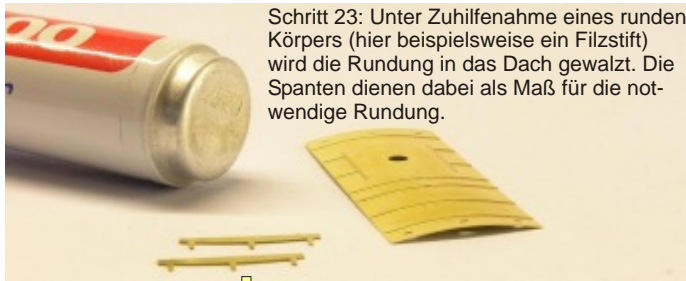 Schritt 23: Unter Zuhilfenahme eines runden
Körpers (hier beispielsweise ein Filzstift)
wird die Rundung in das Dach gewalzt. Die
Spanten dienen dabei als Maß für die not-
wendige Rundung.